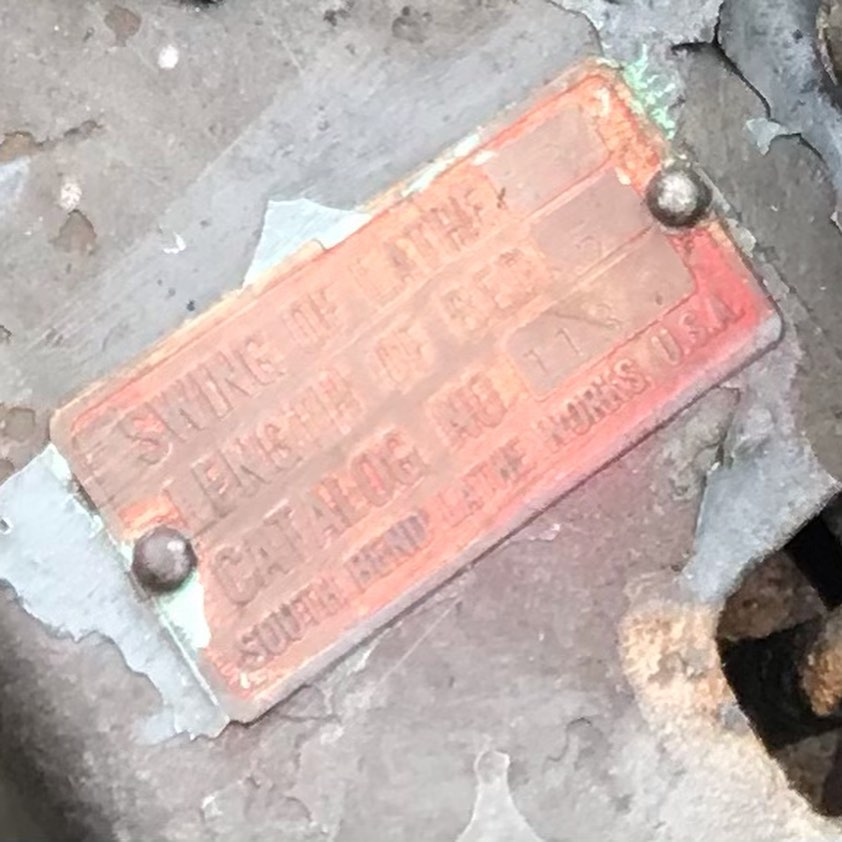 SWING OF LATHE
LENGTH OF BED
CATALOG NO
SOUTH BEND LATHE WORKS U.S.A.